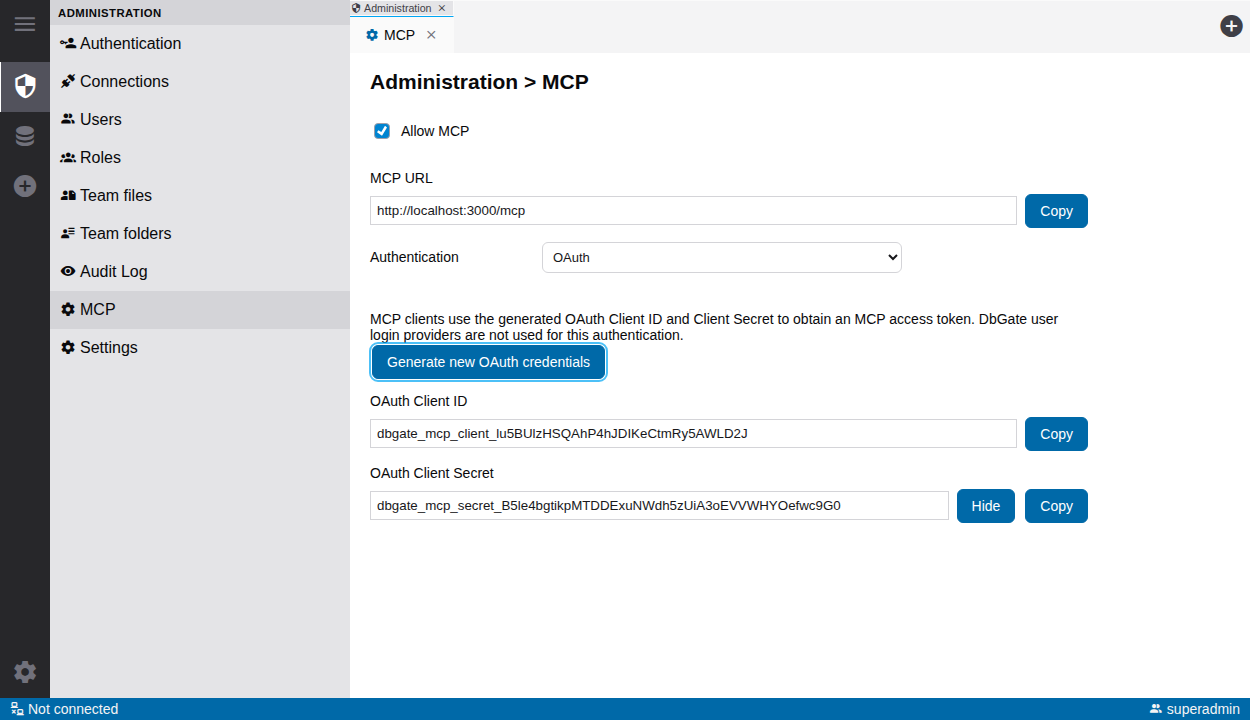 ADMINISTRATION
Authentication
Connections
Users
Roles
Team files
Team folders
Audit Log
MCP
Settings
Administration
MCP
Administration > MCP
Allow MCP
MCP URL
http://localhost:3000/mcp
Copy
Authentication
OAuth
MCP clients use the generated OAuth Client ID and Client Secret to obtain an MCP access token. DbGate user
login providers are not used for this authentication.
Generate new OAuth credentials
OAuth Client ID
dbgate_mcp_client_lu5BUlzHSQAhP4hJDIKeCtmRy5AWLD2J
Copy
OAuth Client Secret
dbgate_mcp_secret_B5le4bgtikpMTDDExuNWdh5zUiA3oEVVWHYOefwc9G0
Hide
Copy
Not connected
superadmin